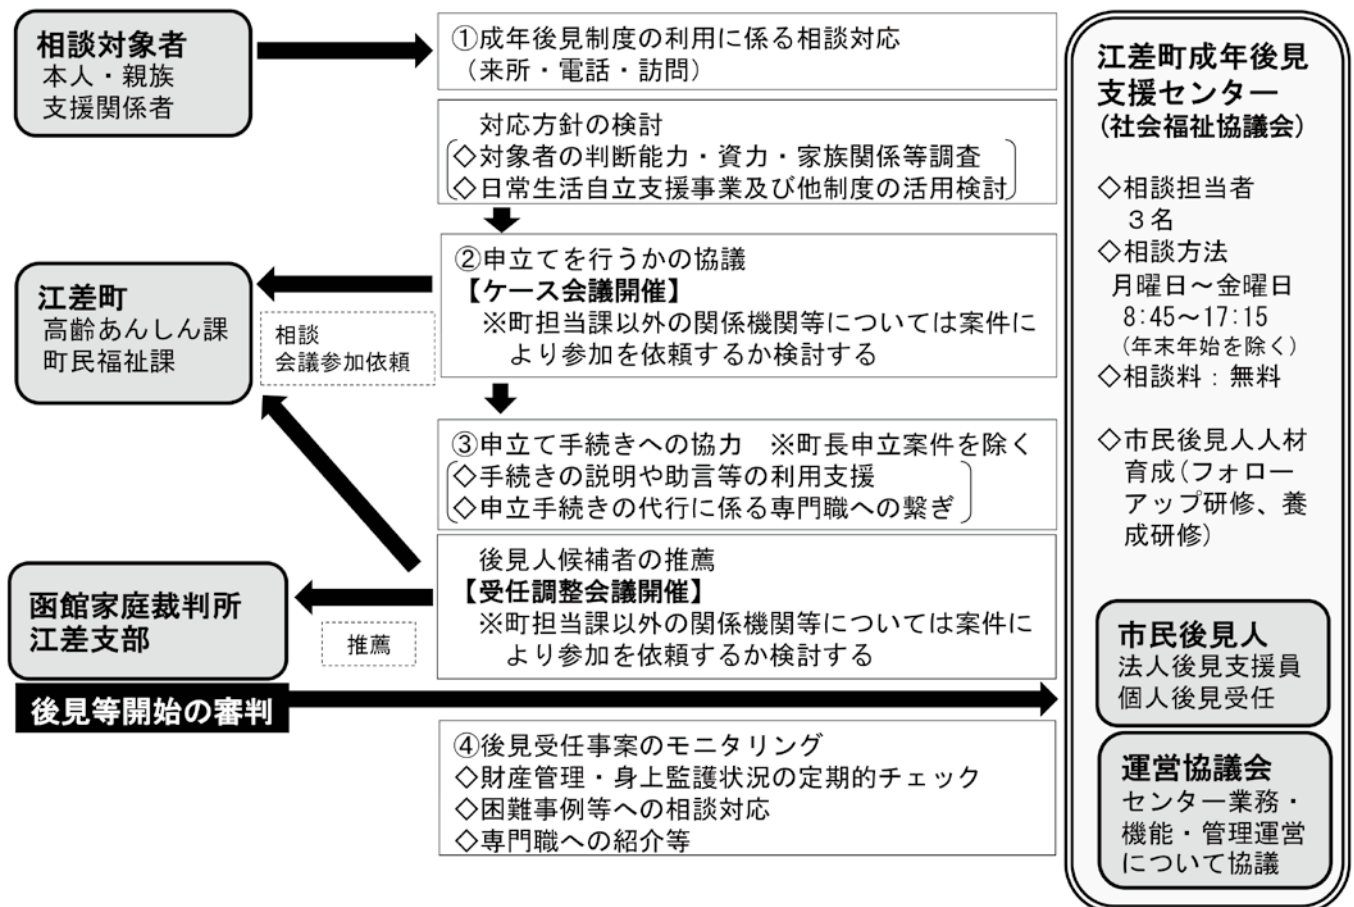 相談対象者
本人・親族
支援関係者
①成年後見制度の利用に係る相談対応
（来所・電話・訪問）
対応方針の検討
◇対象者の判断能力・資力・家族関係等調査
◇日常生活自立支援事業及び他制度の活用検討
江差町
高齢あんしん課
町民福祉課
相談
会議参加依頼
②申立てを行うかの協議
【ケース会議開催】
※町担当課以外の関係機関等については案件に
より参加を依頼するか検討する
③申立て手続きへの協力　※町長申立案件を除く
◇手続きの説明や助言等の利用支援
◇申立手続きの代行に係る専門職への繋ぎ
後見人候補者の推薦
【受任調整会議開催】
※町担当課以外の関係機関等については案件に
より参加を依頼するか検討する
函館家庭裁判所
江差支部
推薦
後見等開始の審判
④後見受任事案のモニタリング
◇財産管理・身上監護状況の定期的チェック
◇困難事例等への相談対応
◇専門職への紹介等
江差町成年後見
支援センター
(社会福祉協議会)
◇相談担当者
３名
◇相談方法
月曜日～金曜日
8:45～17:15
(年末年始を除く)
◇相談料：無料
◇市民後見人人材
育成(フォロー
アップ研修、養
成研修)
市民後見人
法人後見支援員
個人後見受任
運営協議会
センター業務・
機能・管理運営
について協議